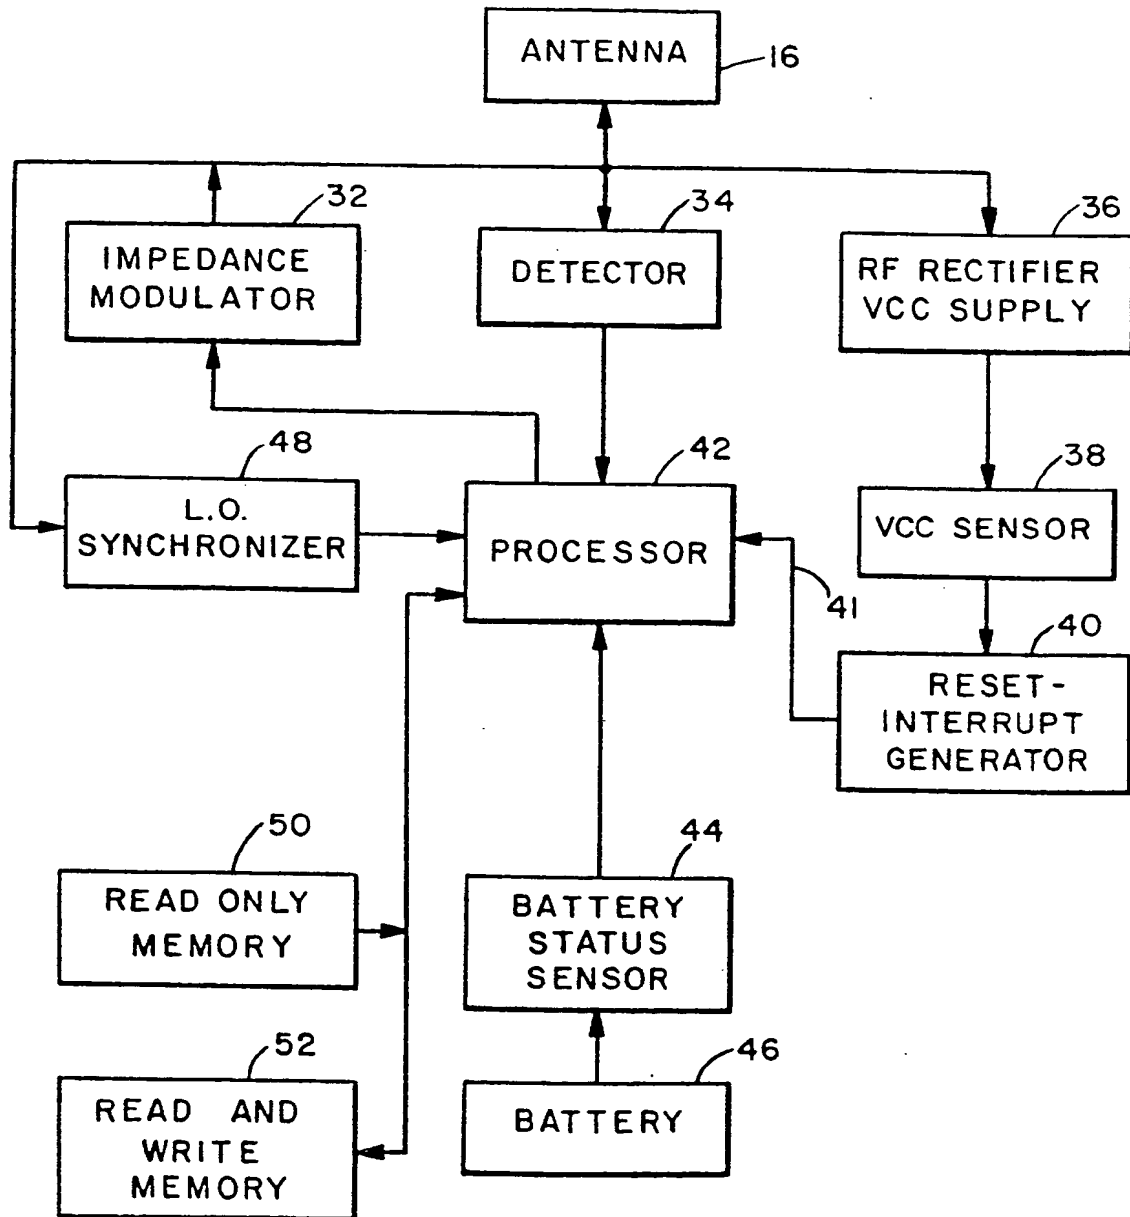 ANTENNA
16
32
IMPEDANCE
MODULATOR
34
DETECTOR
36
RF RECTIFIER
VCC SUPPLY
48
L.O.
SYNCHRONIZER
42
PROCESSOR
38
VCC SENSOR
41
40
RESET-
INTERRUPT
GENERATOR
50
READ ONLY
MEMORY
44
BATTERY
STATUS
SENSOR
52
READ AND
WRITE
MEMORY
46
BATTERY